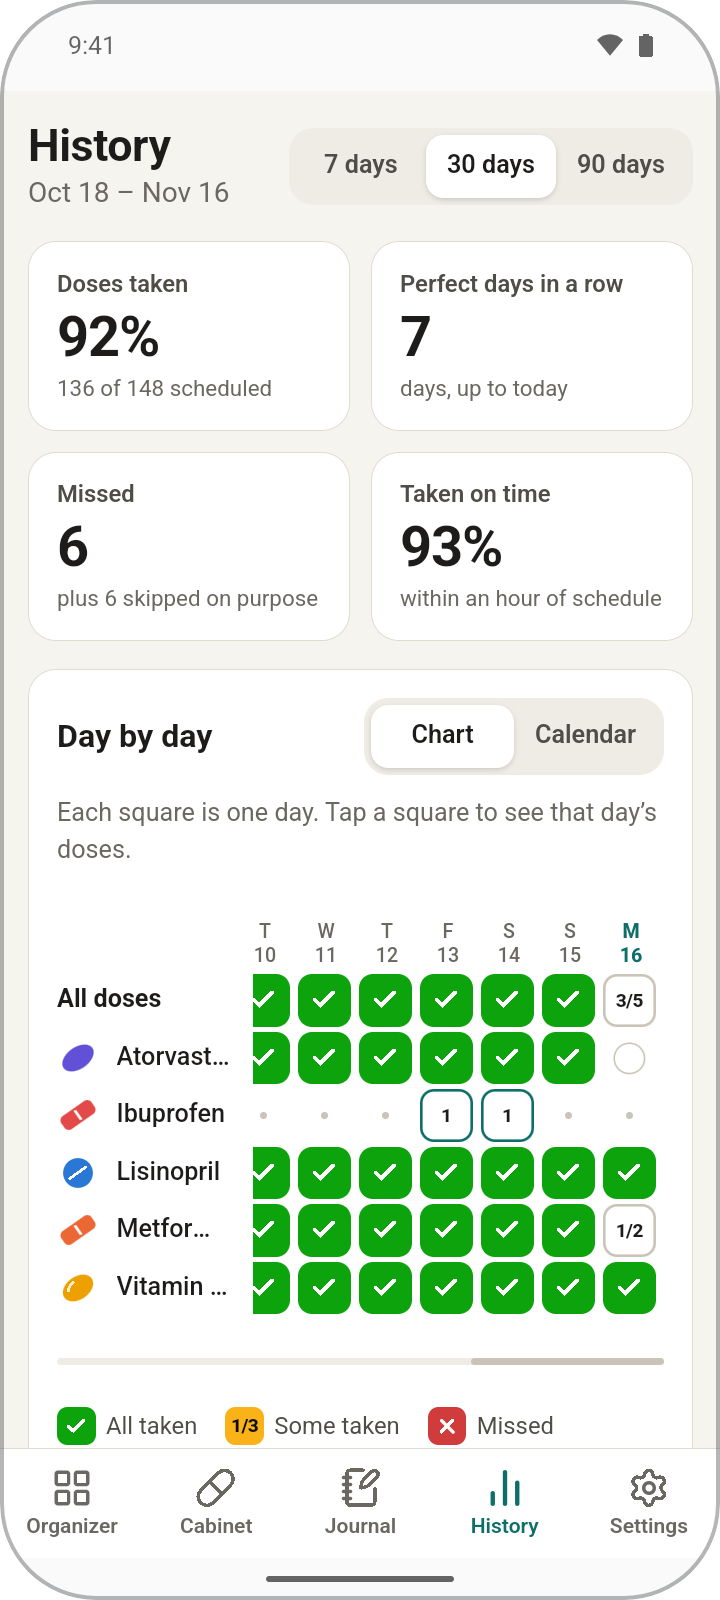 9:41
History
Oct 18 – Nov 16
7 days 30 days 90 days
Doses taken
92%
136 of 148 scheduled
Perfect days in a row
7
days, up to today
Missed
6
plus 6 skipped on purpose
Taken on time
93%
within an hour of schedule
Day by day
Chart Calendar
Each square is one day. Tap a square to see that day’s
doses.
T W T F S S M
10 11 12 13 14 15 16
All doses 3/5
Atorvast...
Ibuprofen 1 1
Lisinopril
Metfor... 1/2
Vitamin ...
All taken 1/3 Some taken Missed
Organizer Cabinet Journal History Settings